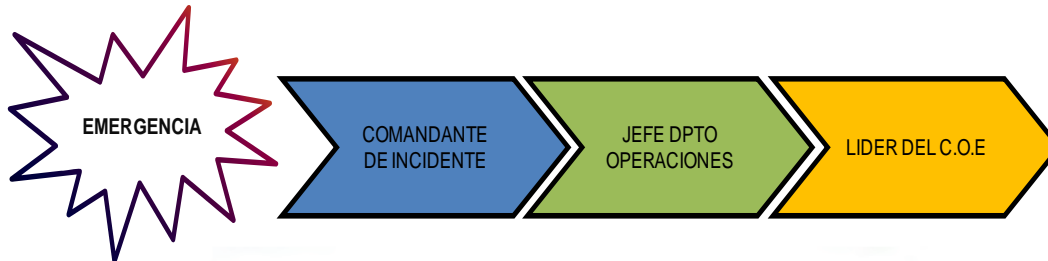 EMERGENCIA
COMANDANTE
DE INCIDENTE
JEFE DPTO
OPERACIONES
LIDER DEL C.O.E